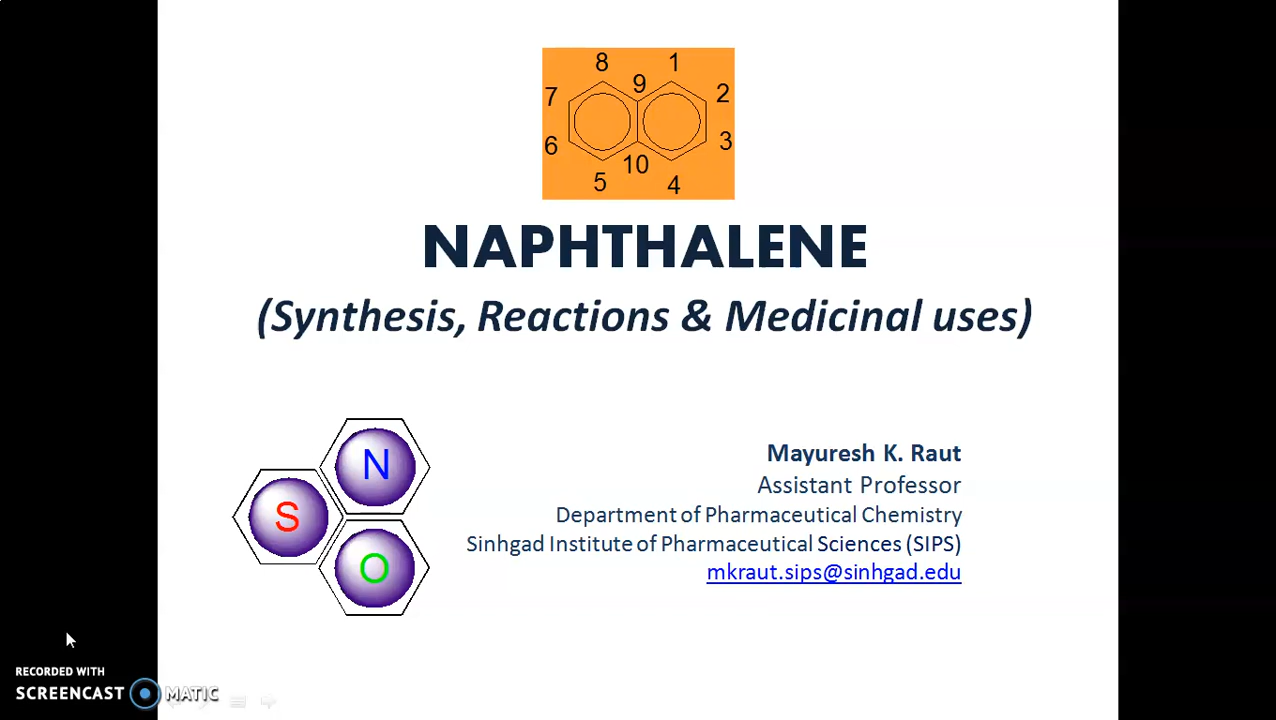 8 1
7 9 2
6 3
10
5 4
NAPHTHALENE
(Synthesis, Reactions & Medicinal uses)
N
S
O
Mayuresh K. Raut
Assistant Professor
Department of Pharmaceutical Chemistry
Sinhgad Institute of Pharmaceutical Sciences (SIPS)
mkraut.sips@sinhgad.edu
RECORDED WITH
SCREENCAST MATIC